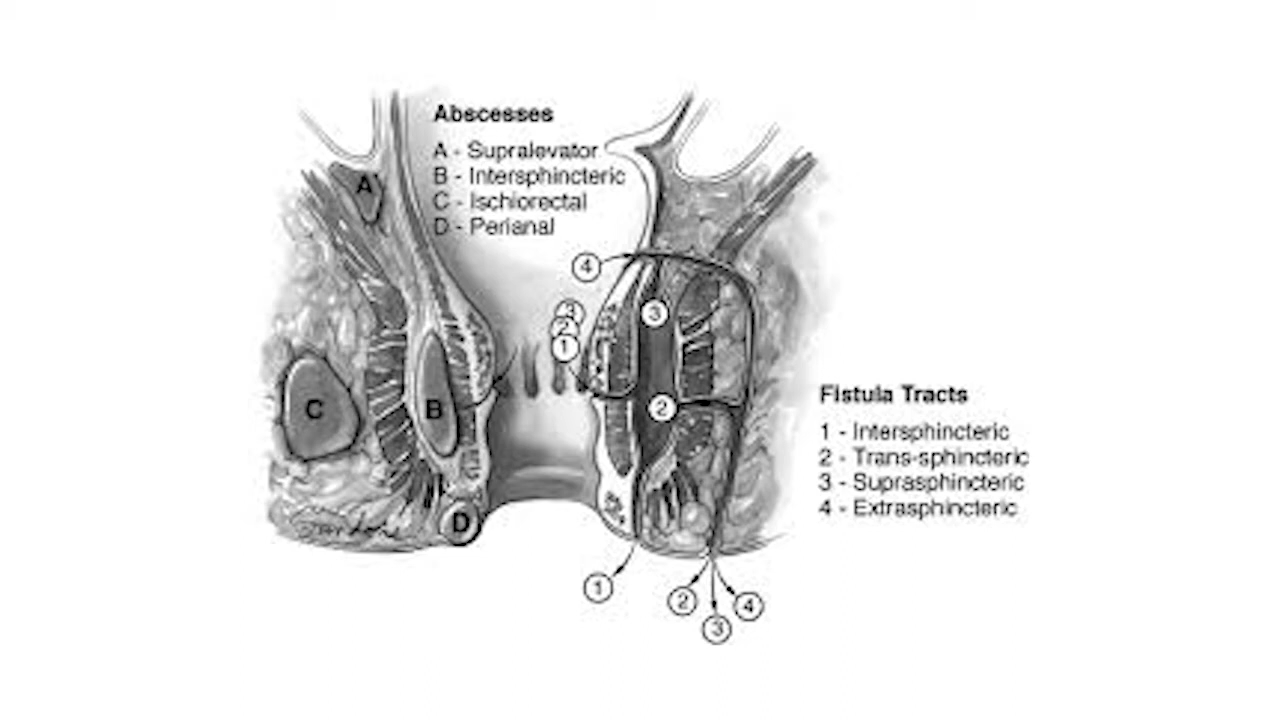 Abscesses
A - Supralevator
B - Intersphincteric
C - Ischiorectal
D - Perianal
A
B
C
D
4
3
2
1
3
2
Fistula Tracts
1 - Intersphincteric
2 - Trans-sphincteric
3 - Suprasphincteric
4 - Extrasphincteric
1
2
3
4